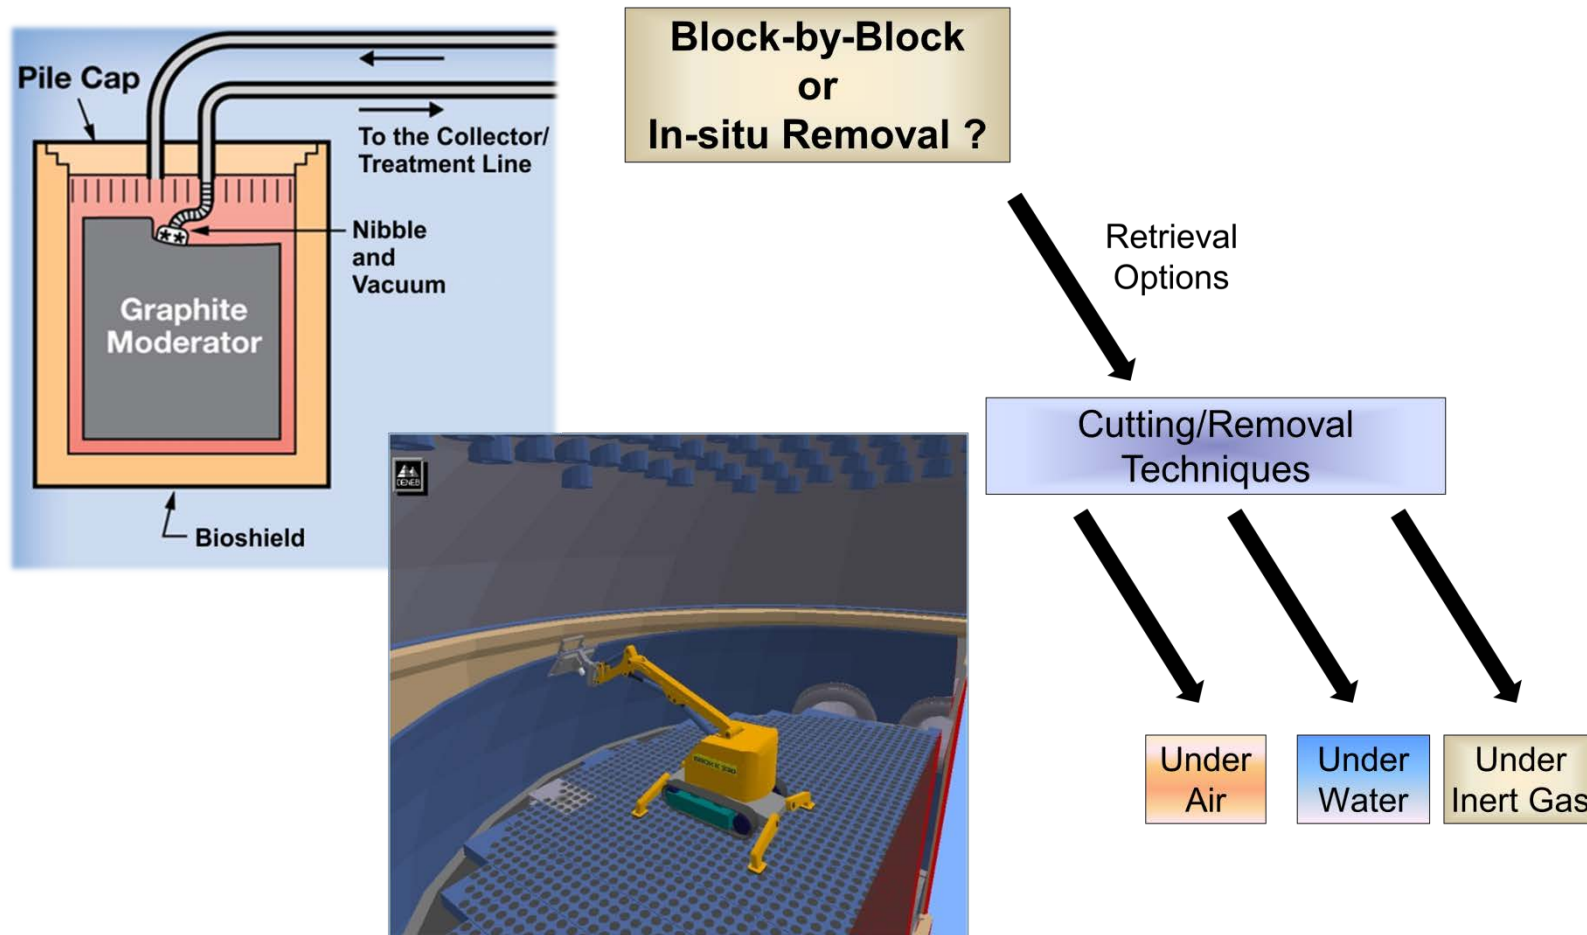 Pile Cap
To the Collector/
Treatment Line
Nibble
and
Vacuum
Graphite
Moderator
Bioshield
Block-by-Block
or
In-situ Removal ?
Retrieval
Options
Cutting/Removal
Techniques
Under
Air
Under
Water
Under
Inert Gas
DENEB